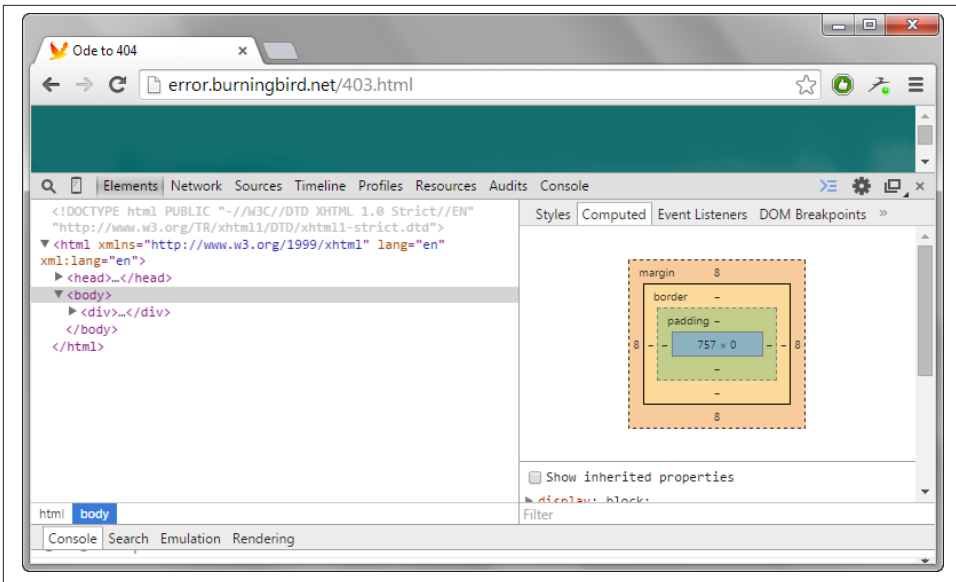 Ode to 404
error.burningbird.net/403.html
Elements Network Sources Timeline Profiles Resources Audits Console
<!DOCTYPE html PUBLIC "-//W3C//DTD XHTML 1.0 Strict//EN"
"http://www.w3.org/TR/xhtml1/DTD/xhtml1-strict.dtd">
<html xmlns="http://www.w3.org/1999/xhtml" lang="en"
xml:lang="en">
<head>…</head>
<body>
<div>…</div>
</body>
</html>
Styles Computed Event Listeners DOM Breakpoints »
margin 8
border –
padding –
8 – – 757 × 0 – – 8
–
–
8
Show inherited properties
display: block;
Filter
html body
Console Search Emulation Rendering